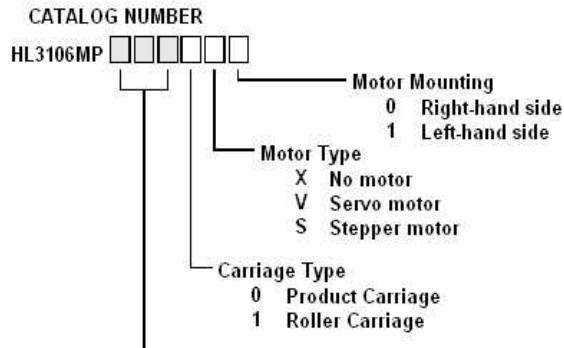 CATALOG NUMBER
HL3106MP
Motor Mounting
0 Right-hand side
1 Left-hand side
Motor Type
X No motor
V Servo motor
S Stepper motor
Carriage Type
0 Product Carriage
1 Roller Carriage